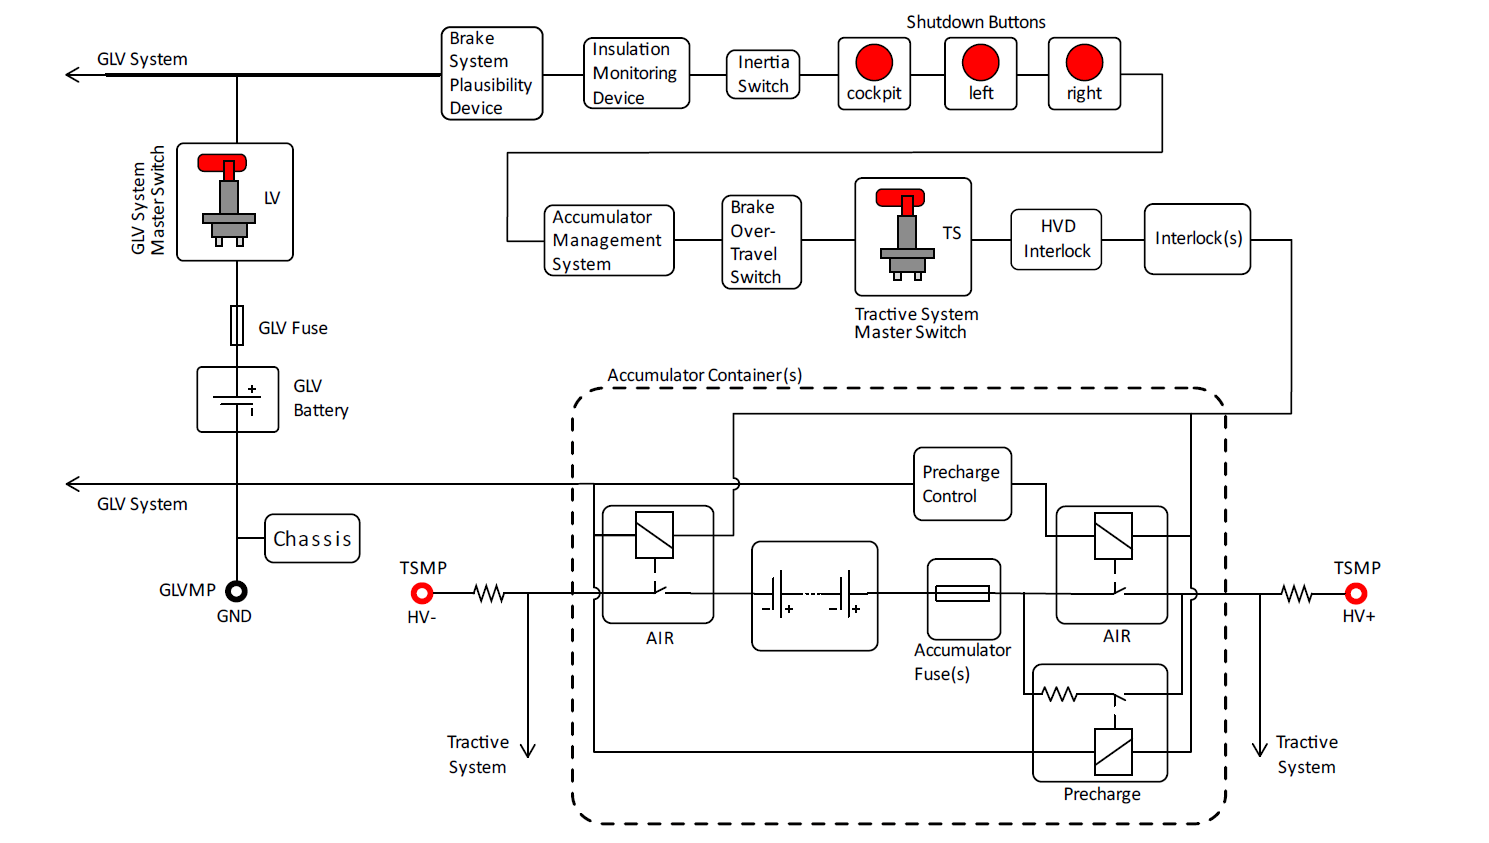 Shutdown Buttons
GLV System
Brake
System
Plausibility
Device
Insulation
Monitoring
Device
Inertia
Switch
cockpit
left
right
GLV System
Master Switch
LV
Accumulator
Management
System
Brake
Over-
Travel
Switch
TS
Tractive System
Master Switch
HVD
Interlock
Interlock(s)
GLV Fuse
GLV
Battery
+
-
Accumulator Container(s)
GLV System
Chassis
GLVMP
GND
Precharge
Control
TSMP
HV-
AIR
- +
- +
Accumulator
Fuse(s)
AIR
TSMP
HV+
Tractive
System
Precharge
Tractive
System